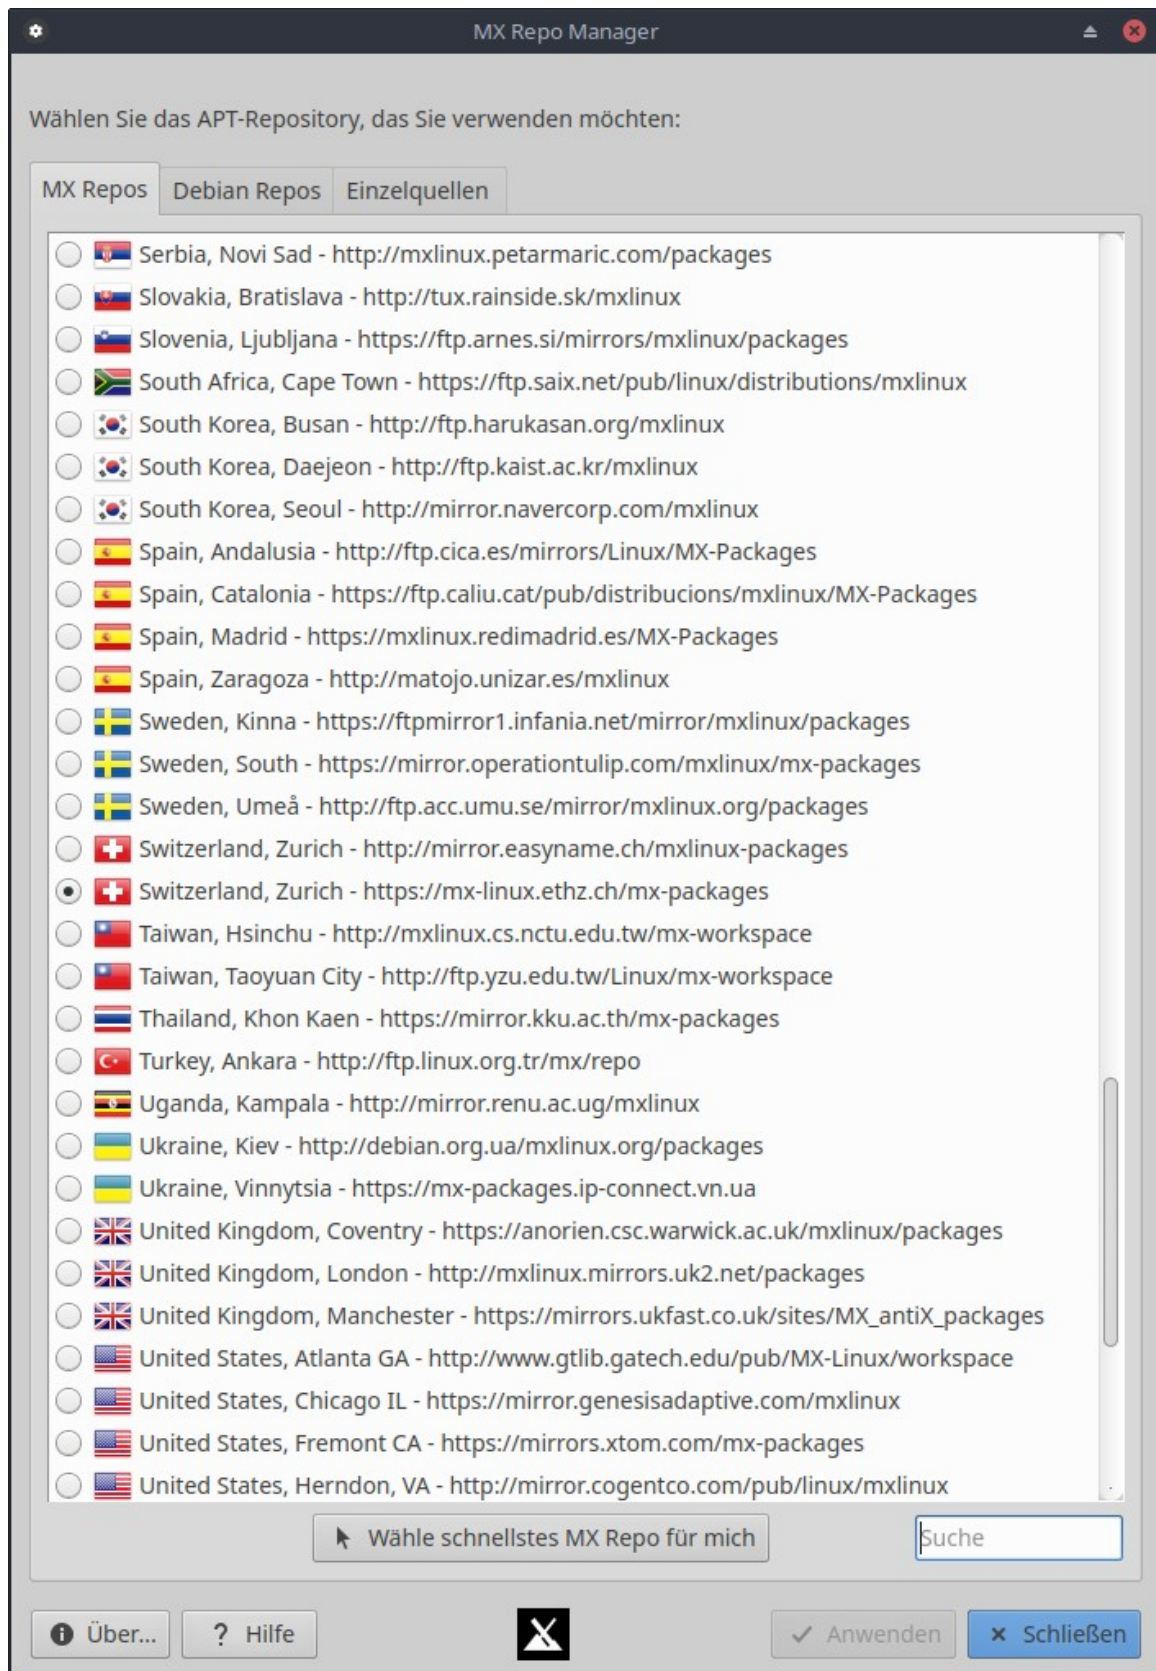 MX Repo Manager
Wählen Sie das APT-Repository, das Sie verwenden möchten:
MX Repos Debian Repos Einzelquellen
Serbia, Novi Sad - http://mxlinux.petarmaric.com/packages
Slovakia, Bratislava - http://tux.rainside.sk/mxlinux
Slovenia, Ljubljana - https://ftp.arnes.si/mirrors/mxlinux/packages
South Africa, Cape Town - https://ftp.saix.net/pub/linux/distributions/mxlinux
South Korea, Busan - http://ftp.harukasan.org/mxlinux
South Korea, Daejeon - http://ftp.kaist.ac.kr/mxlinux
South Korea, Seoul - http://mirror.navercorp.com/mxlinux
Spain, Andalusia - http://ftp.cica.es/mirrors/Linux/MX-Packages
Spain, Catalonia - https://ftp.caliu.cat/pub/distribucions/mxlinux/MX-Packages
Spain, Madrid - https://mxlinux.redimadrid.es/MX-Packages
Spain, Zaragoza - http://matojo.unizar.es/mxlinux
Sweden, Kinna - https://ftpmirror1.infania.net/mirror/mxlinux/packages
Sweden, South - https://mirror.operationtulip.com/mxlinux/mx-packages
Sweden, Umeå - http://ftp.acc.umu.se/mirror/mxlinux.org/packages
Switzerland, Zurich - http://mirror.easyname.ch/mxlinux-packages
Switzerland, Zurich - https://mx-linux.ethz.ch/mx-packages
Taiwan, Hsinchu - http://mxlinux.cs.nctu.edu.tw/mx-workspace
Taiwan, Taoyuan City - http://ftp.yzu.edu.tw/Linux/mx-workspace
Thailand, Khon Kaen - https://mirror.kku.ac.th/mx-packages
Turkey, Ankara - http://ftp.linux.org.tr/mx/repo
Uganda, Kampala - http://mirror.renu.ac.ug/mxlinux
Ukraine, Kiev - http://debian.org.ua/mxlinux.org/packages
Ukraine, Vinnytsia - https://mx-packages.ip-connect.vn.ua
United Kingdom, Coventry - https://anorien.csc.warwick.ac.uk/mxlinux/packages
United Kingdom, London - http://mxlinux.mirrors.uk2.net/packages
United Kingdom, Manchester - https://mirrors.ukfast.co.uk/sites/MX_antiX_packages
United States, Atlanta GA - http://www.gtlib.gatech.edu/pub/MX-Linux/workspace
United States, Chicago IL - https://mirror.genesisadaptive.com/mxlinux
United States, Fremont CA - https://mirrors.xtom.com/mx-packages
United States, Herndon, VA - http://mirror.cogentco.com/pub/linux/mxlinux
Wähle schnellstes MX Repo für mich Suche
Über... ? Hilfe Anwenden Schließen